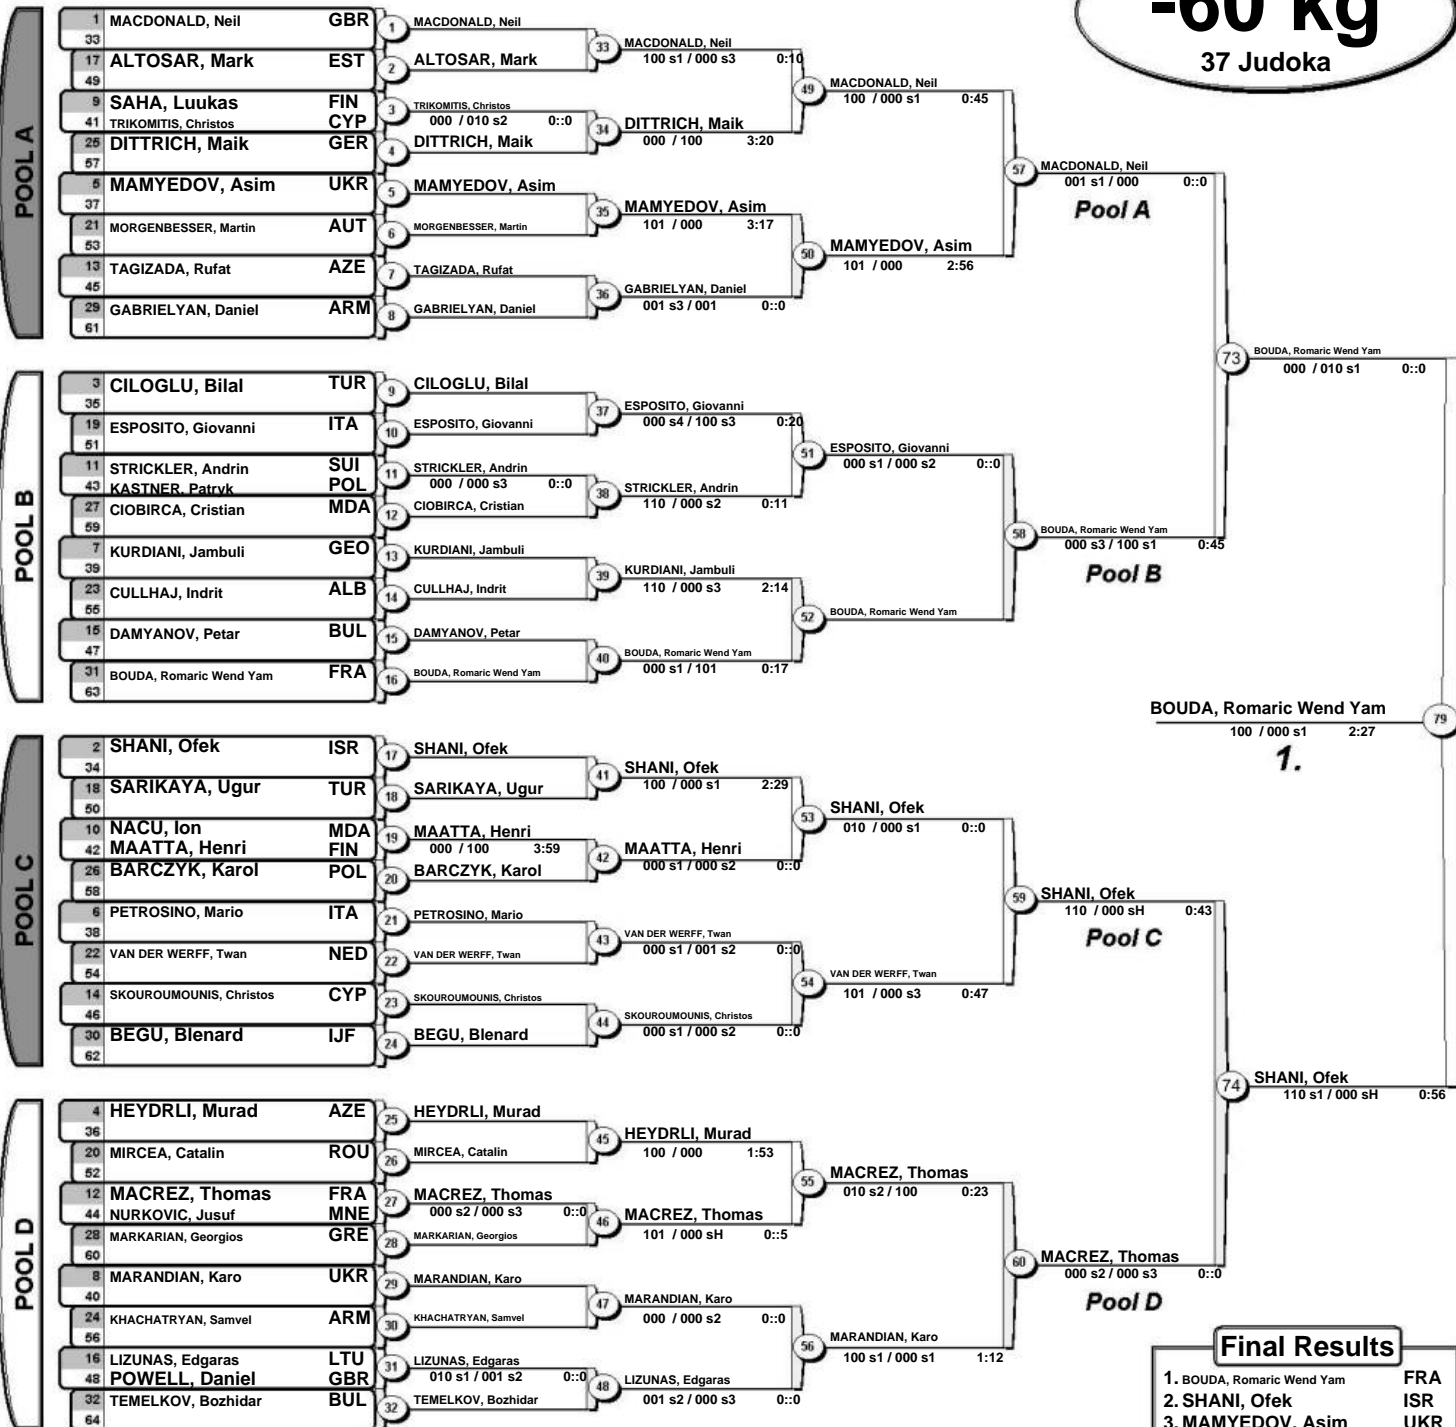 -60 kg
37 Judoka
POOL A
1 MACDONALD, Neil GBR
33
17 ALTOSAR, Mark EST
49
9 SAHA, Luukas FIN
41 TRIKOMITIS, Christos CYP
25 DITTRICH, Maik GER
57
5 MAMYEDOV, Asim UKR
37
21 MORGENBESSER, Martin AUT
53
13 TAGIZADA, Rufat AZE
45
29 GABRIELYAN, Daniel ARM
61
1 MACDONALD, Neil
2 ALTOSAR, Mark
3 TRIKOMITIS, Christos
000 / 010 s2 0::0
4 DITTRICH, Maik
5 MAMYEDOV, Asim
6 MORGENBESSER, Martin
7 TAGIZADA, Rufat
8 GABRIELYAN, Daniel
33 MACDONALD, Neil
100 s1 / 000 s3 0:10
34 DITTRICH, Maik
000 / 100 3:20
35 MAMYEDOV, Asim
101 / 000 3:17
36 GABRIELYAN, Daniel
001 s3 / 001 0::0
49 MACDONALD, Neil
100 / 000 s1 0:45
50 MAMYEDOV, Asim
101 / 000 2:56
57 MACDONALD, Neil
001 s1 / 000 0::0
Pool A
POOL B
3 CILOGLU, Bilal TUR
35
19 ESPOSITO, Giovanni ITA
51
11 STRICKLER, Andrin SUI
43 KASTNER, Patryk POL
27 CIOBIRCA, Cristian MDA
59
7 KURDIANI, Jambuli GEO
39
23 CULLHAJ, Indrit ALB
55
15 DAMYANOV, Petar BUL
47
31 BOUDA, Romaric Wend Yam FRA
63
9 CILOGLU, Bilal
10 ESPOSITO, Giovanni
11 STRICKLER, Andrin
000 / 000 s3 0::0
12 CIOBIRCA, Cristian
13 KURDIANI, Jambuli
14 CULLHAJ, Indrit
15 DAMYANOV, Petar
16 BOUDA, Romaric Wend Yam
37 ESPOSITO, Giovanni
000 s4 / 100 s3 0:20
38 STRICKLER, Andrin
110 / 000 s2 0:11
39 KURDIANI, Jambuli
110 / 000 s3 2:14
40 BOUDA, Romaric Wend Yam
000 s1 / 101 0:17
51 ESPOSITO, Giovanni
000 s1 / 000 s2 0::0
52 BOUDA, Romaric Wend Yam
58 BOUDA, Romaric Wend Yam
000 s3 / 100 s1 0:45
Pool B
73 BOUDA, Romaric Wend Yam
000 / 010 s1 0::0
BOUDA, Romaric Wend Yam 79
100 / 000 s1 2:27
1.
POOL C
2 SHANI, Ofek ISR
34
18 SARIKAYA, Ugur TUR
50
10 NACU, Ion MDA
42 MAATTA, Henri FIN
26 BARCZYK, Karol POL
58
6 PETROSINO, Mario ITA
38
22 VAN DER WERFF, Twan NED
54
14 SKOUROUMOUNIS, Christos CYP
46
30 BEGU, Blenard IJF
62
17 SHANI, Ofek
18 SARIKAYA, Ugur
19 MAATTA, Henri
000 / 100 3:59
20 BARCZYK, Karol
21 PETROSINO, Mario
22 VAN DER WERFF, Twan
23 SKOUROUMOUNIS, Christos
24 BEGU, Blenard
41 SHANI, Ofek
100 / 000 s1 2:29
42 MAATTA, Henri
000 s1 / 000 s2 0::0
43 VAN DER WERFF, Twan
000 s1 / 001 s2 0::0
44 SKOUROUMOUNIS, Christos
000 s1 / 000 s2 0::0
53 SHANI, Ofek
010 / 000 s1 0::0
54 VAN DER WERFF, Twan
101 / 000 s3 0:47
59 SHANI, Ofek
110 / 000 sH 0:43
Pool C
POOL D
4 HEYDRLI, Murad AZE
36
20 MIRCEA, Catalin ROU
52
12 MACREZ, Thomas FRA
44 NURKOVIC, Jusuf MNE
28 MARKARIAN, Georgios GRE
60
8 MARANDIAN, Karo UKR
40
24 KHACHATRYAN, Samvel ARM
56
16 LIZUNAS, Edgaras LTU
48 POWELL, Daniel GBR
32 TEMELKOV, Bozhidar BUL
64
25 HEYDRLI, Murad
26 MIRCEA, Catalin
27 MACREZ, Thomas
000 s2 / 000 s3 0::0
28 MARKARIAN, Georgios
29 MARANDIAN, Karo
30 KHACHATRYAN, Samvel
31 LIZUNAS, Edgaras
010 s1 / 001 s2 0::0
32 TEMELKOV, Bozhidar
45 HEYDRLI, Murad
100 / 000 1:53
46 MACREZ, Thomas
101 / 000 sH 0::5
47 MARANDIAN, Karo
000 / 000 s2 0::0
48 LIZUNAS, Edgaras
001 s2 / 000 s3 0::0
55 MACREZ, Thomas
010 s2 / 100 0:23
56 MARANDIAN, Karo
100 s1 / 000 s1 1:12
60 MACREZ, Thomas
000 s2 / 000 s3 0::0
Pool D
74 SHANI, Ofek
110 s1 / 000 sH 0:56
Final Results
1. BOUDA, Romaric Wend Yam FRA
2. SHANI, Ofek ISR
3. MAMYEDOV, Asim UKR